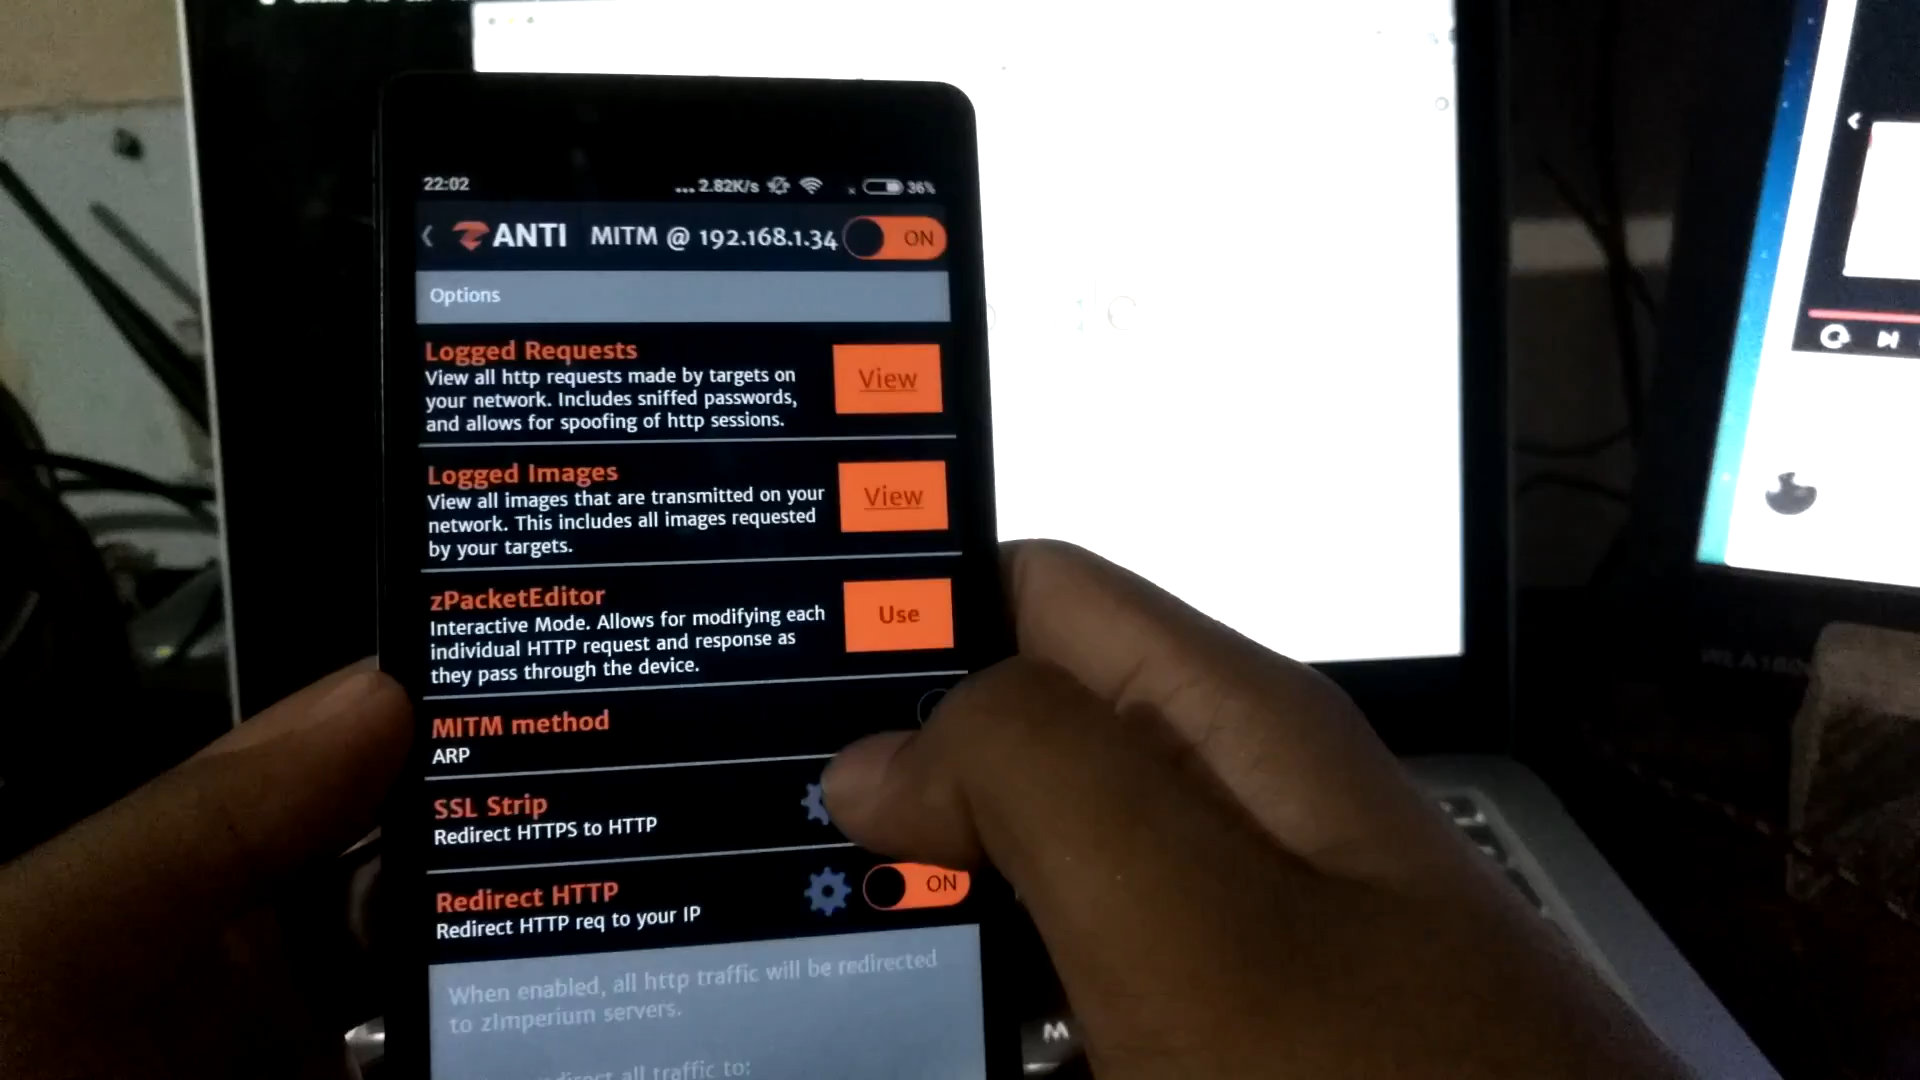 22:02
...2.82K/s
36%
ZANTI MITM @ 192.168.1.34 ON
Options
Logged Requests
View all http requests made by targets on
your network. Includes sniffed passwords,
and allows for spoofing of http sessions.
View
Logged Images
View all images that are transmitted on your
network. This includes all images requested
by your targets.
View
zPacketEditor
Interactive Mode. Allows for modifying each
individual HTTP request and response as
they pass through the device.
Use
MITM method
ARP
SSL Strip
Redirect HTTPS to HTTP
Redirect HTTP
Redirect HTTP req to your IP
ON
When enabled, all http traffic will be redirected
to zImperium servers.
all traffic to:
M